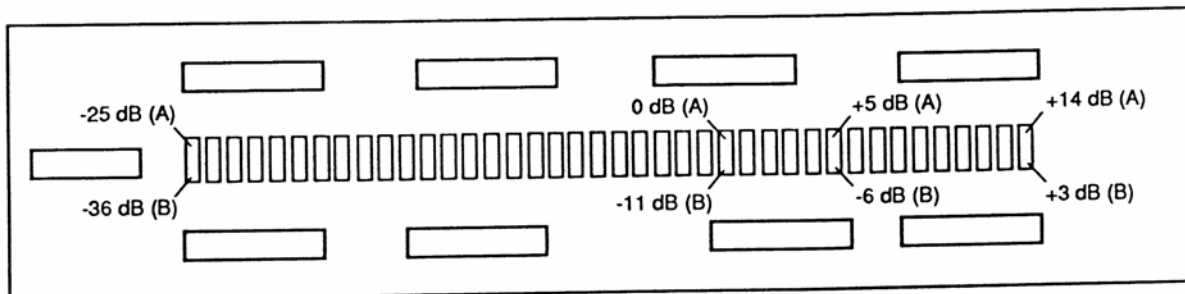 -25 dB (A)
0 dB (A)
+5 dB (A)
+14 dB (A)
-36 dB (B)
-11 dB (B)
-6 dB (B)
+3 dB (B)